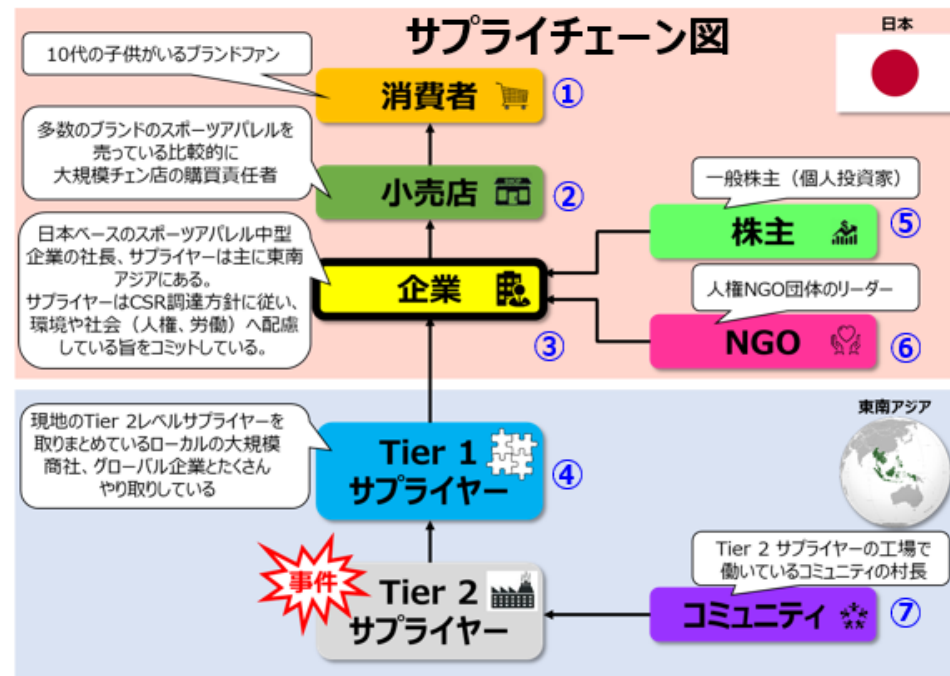 サプライチェーン図
日本
10代の子供がいるブランドファン
消費者
①
多数のブランドのスポーツアパレルを
売っている比較的に
大規模チェン店の購買責任者
小売店
SHOP
②
日本ベースのスポーツアパレル中型
企業の社長、サプライヤーは主に東南
アジアにある。
サプライヤーはCSR調達方針に従い、
環境や社会（人権、労働）へ配慮
している旨をコミットしている。
企業
③
一般株主（個人投資家）
株主
⑤
人権NGO団体のリーダー
NGO
⑥
東南アジア
現地のTier 2レベルサプライヤーを
取りまとめているローカルの大規模
商社、グローバル企業とたくさん
やり取りしている
Tier 1
サプライヤー
④
事件
Tier 2
サプライヤー
Tier 2 サプライヤーの工場で
働いているコミュニティの村長
コミュニティ
⑦